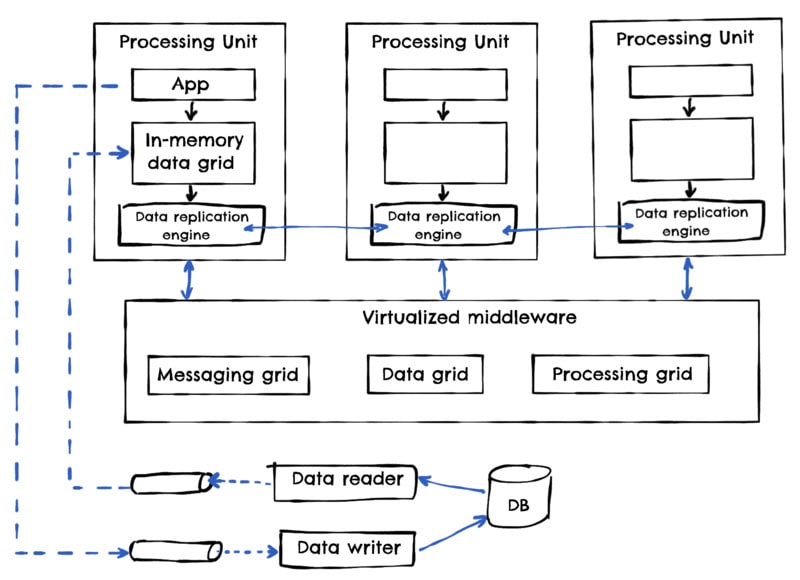 Processing Unit
Processing Unit
Processing Unit
App
In-memory
data grid
Data replication
engine
Data replication
engine
Data replication
engine
Virtualized middleware
Messaging grid
Data grid
Processing grid
Data reader
DB
Data writer